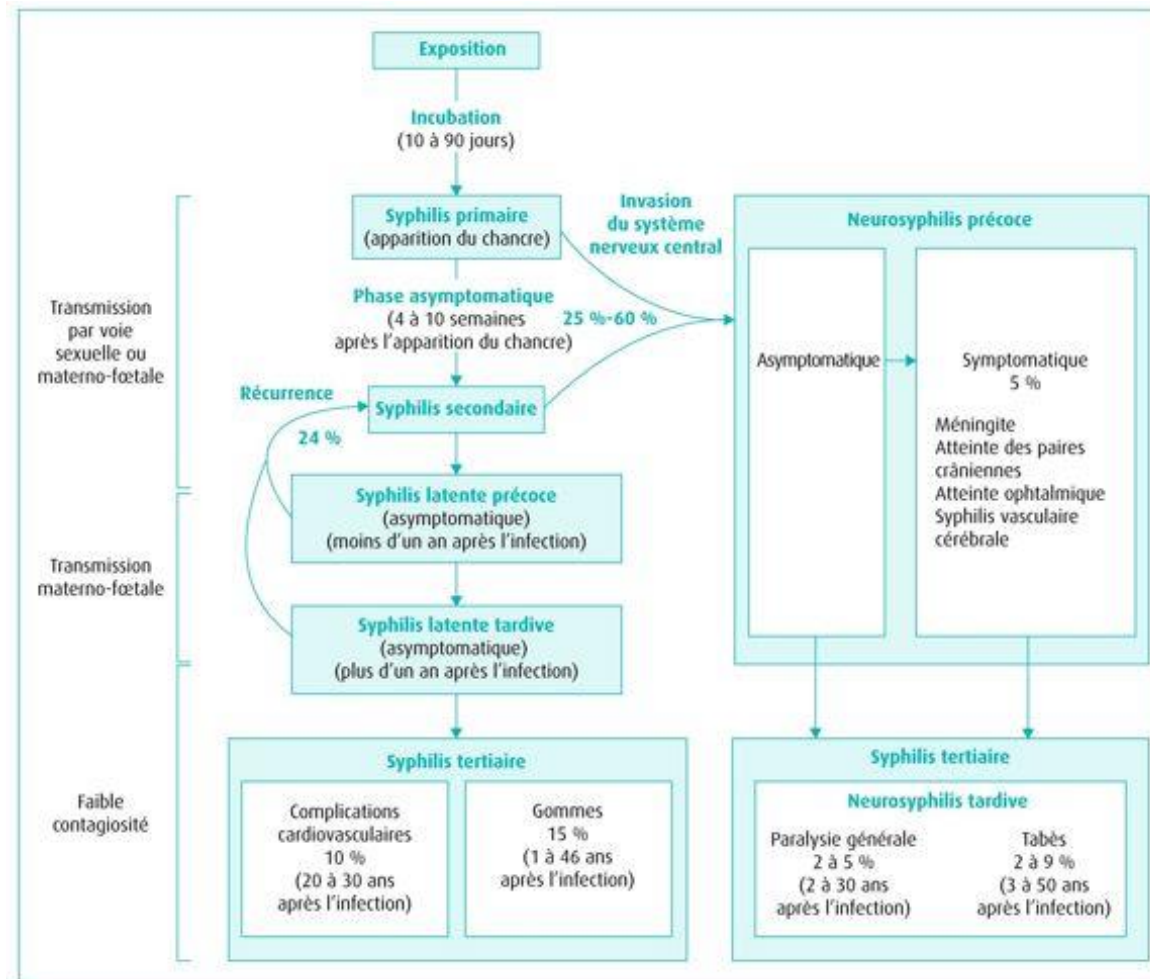 Exposition
Incubation
(10 à 90 jours)
Syphilis primaire
(apparition du chancre)
Invasion
du système
nerveux central
Phase asymptomatique
(4 à 10 semaines
après l'apparition du chancre)
25 %-60 %
Récurrence
24 %
Syphilis secondaire
Syphilis latente précoce
(asymptomatique)
(moins d'un an après l'infection)
Syphilis latente tardive
(asymptomatique)
(plus d'un an après l'infection)
Transmission
par voie
sexuelle ou
materno-fœtale
Transmission
materno-fœtale
Faible
contagiosité
Neurosyphilis précoce
Asymptomatique
Symptomatique
5 %
Méningite
Atteinte des paires
crâniennes
Atteinte ophtalmique
Syphilis vasculaire
cérébrale
Syphilis tertiaire
Complications
cardiovasculaires
10 %
(20 à 30 ans
après l'infection)
Gommes
15 %
(1 à 46 ans
après l'infection)
Syphilis tertiaire
Neurosyphilis tardive
Paralysie générale
2 à 5 %
(2 à 30 ans
après l'infection)
Tabès
2 à 9 %
(3 à 50 ans
après l'infection)